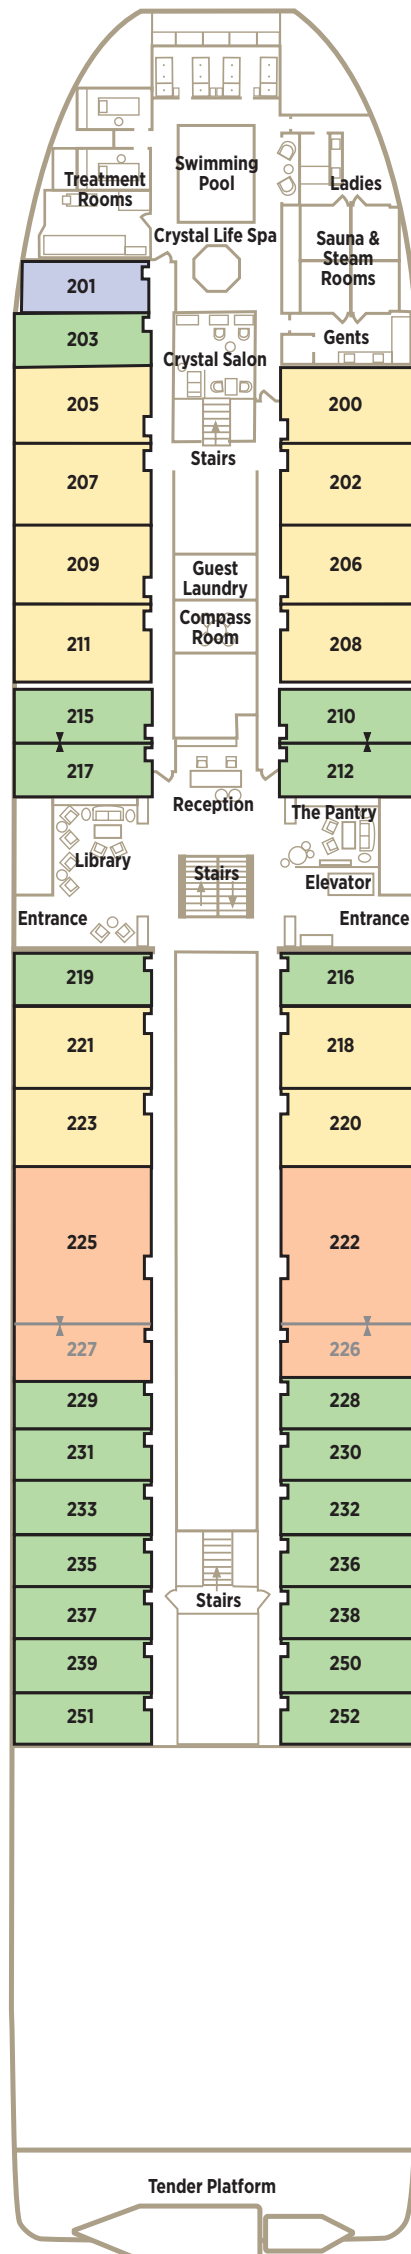 Swimming
Pool
Treatment
Rooms
Ladies
Crystal Life Spa
Sauna &
Steam
Rooms
201
203
Gents
Crystal Salon
205
200
Stairs
207
202
209
206
Guest
Laundry
Compass
Room
211
208
215
210
217
212
Reception
The Pantry
Library
Stairs
Elevator
Entrance
Entrance
219
216
221
218
223
220
225
222
227
226
229
228
231
230
233
232
235
236
Stairs
237
238
239
250
251
252
Tender Platform